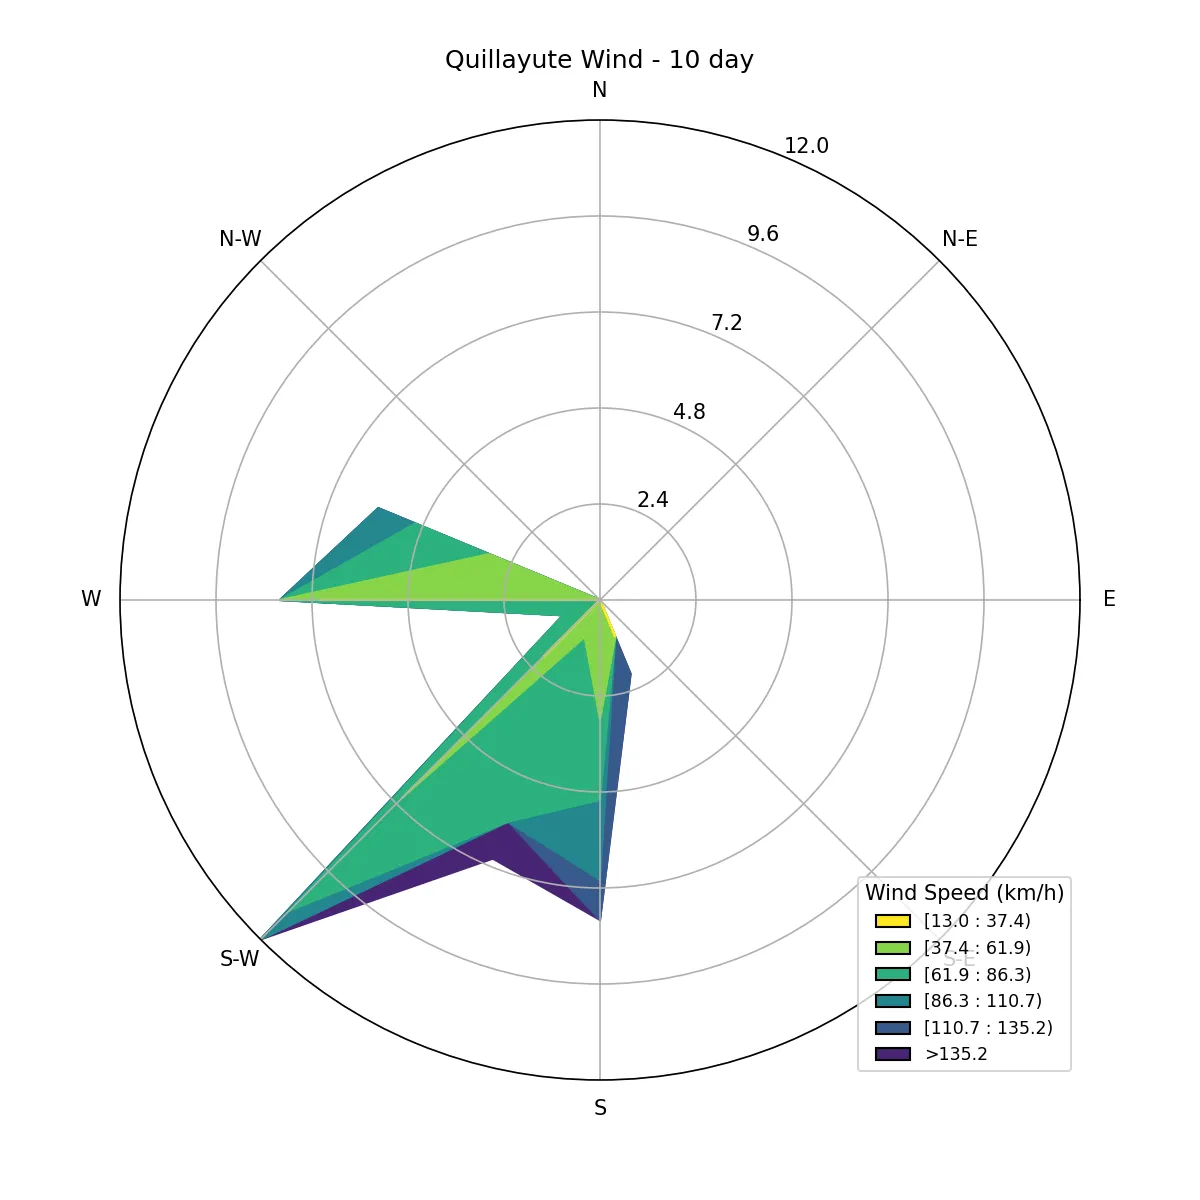 Quillayute Wind - 10 day
N
12.0
9.6
N-W
N-E
7.2
4.8
2.4
W
E
Wind Speed (km/h)
[13.0 : 37.4)
[37.4 : 61.9)
S-W
S-E
[61.9 : 86.3)
[86.3 : 110.7)
[110.7 : 135.2)
>135.2
S